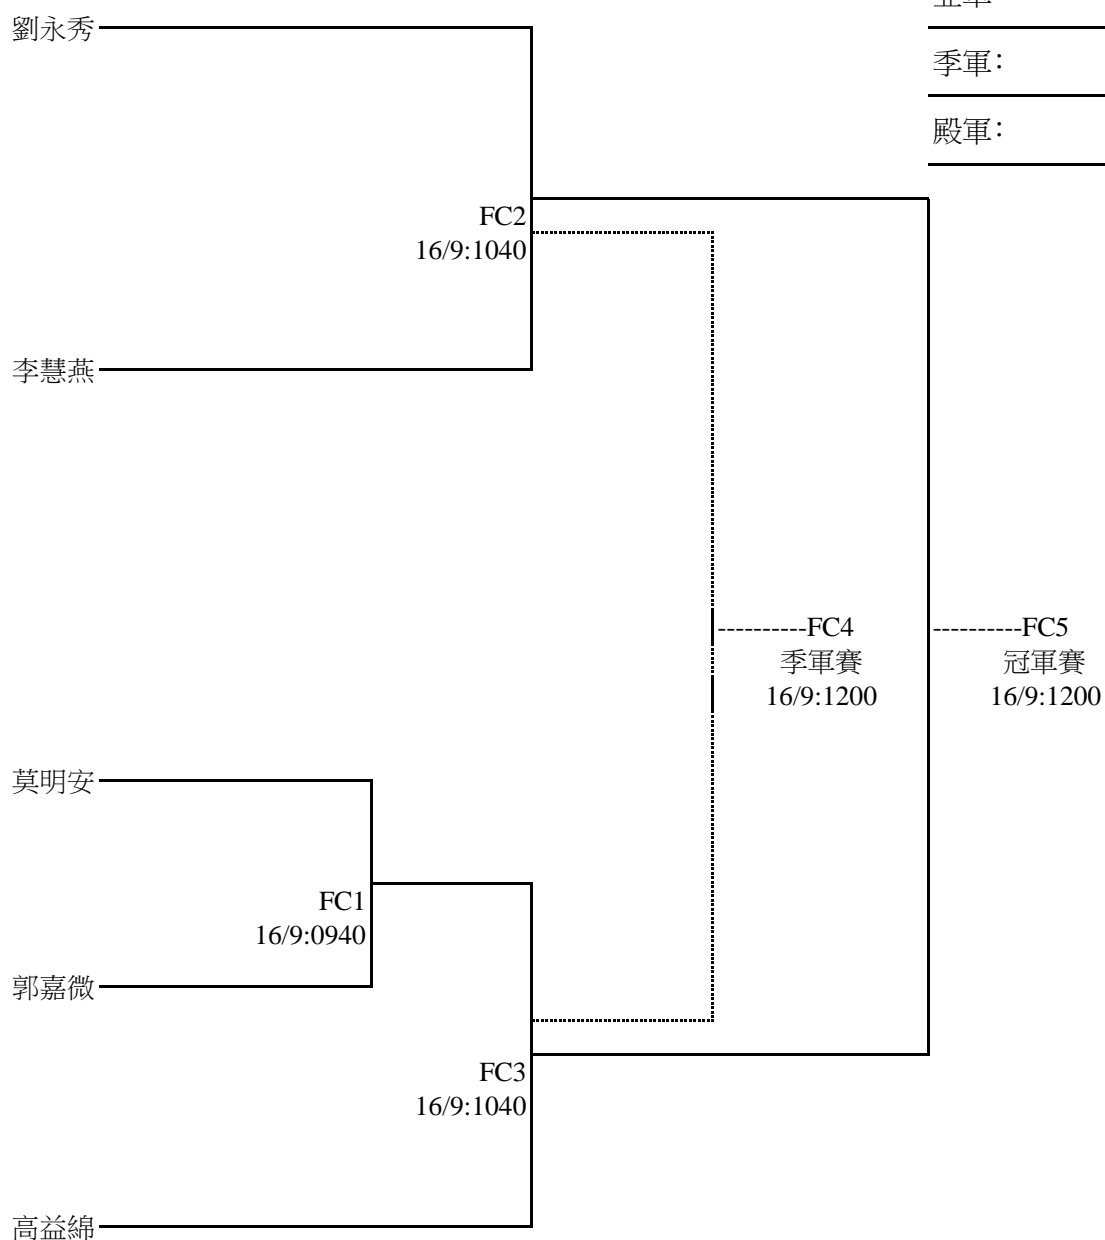 劉永秀
季軍：
殿軍：
FC2
16/9:1040
李慧燕
----------FC4
季軍賽
16/9:1200
----------FC5
冠軍賽
16/9:1200
莫明安
FC1
16/9:0940
郭嘉微
FC3
16/9:1040
高益綿